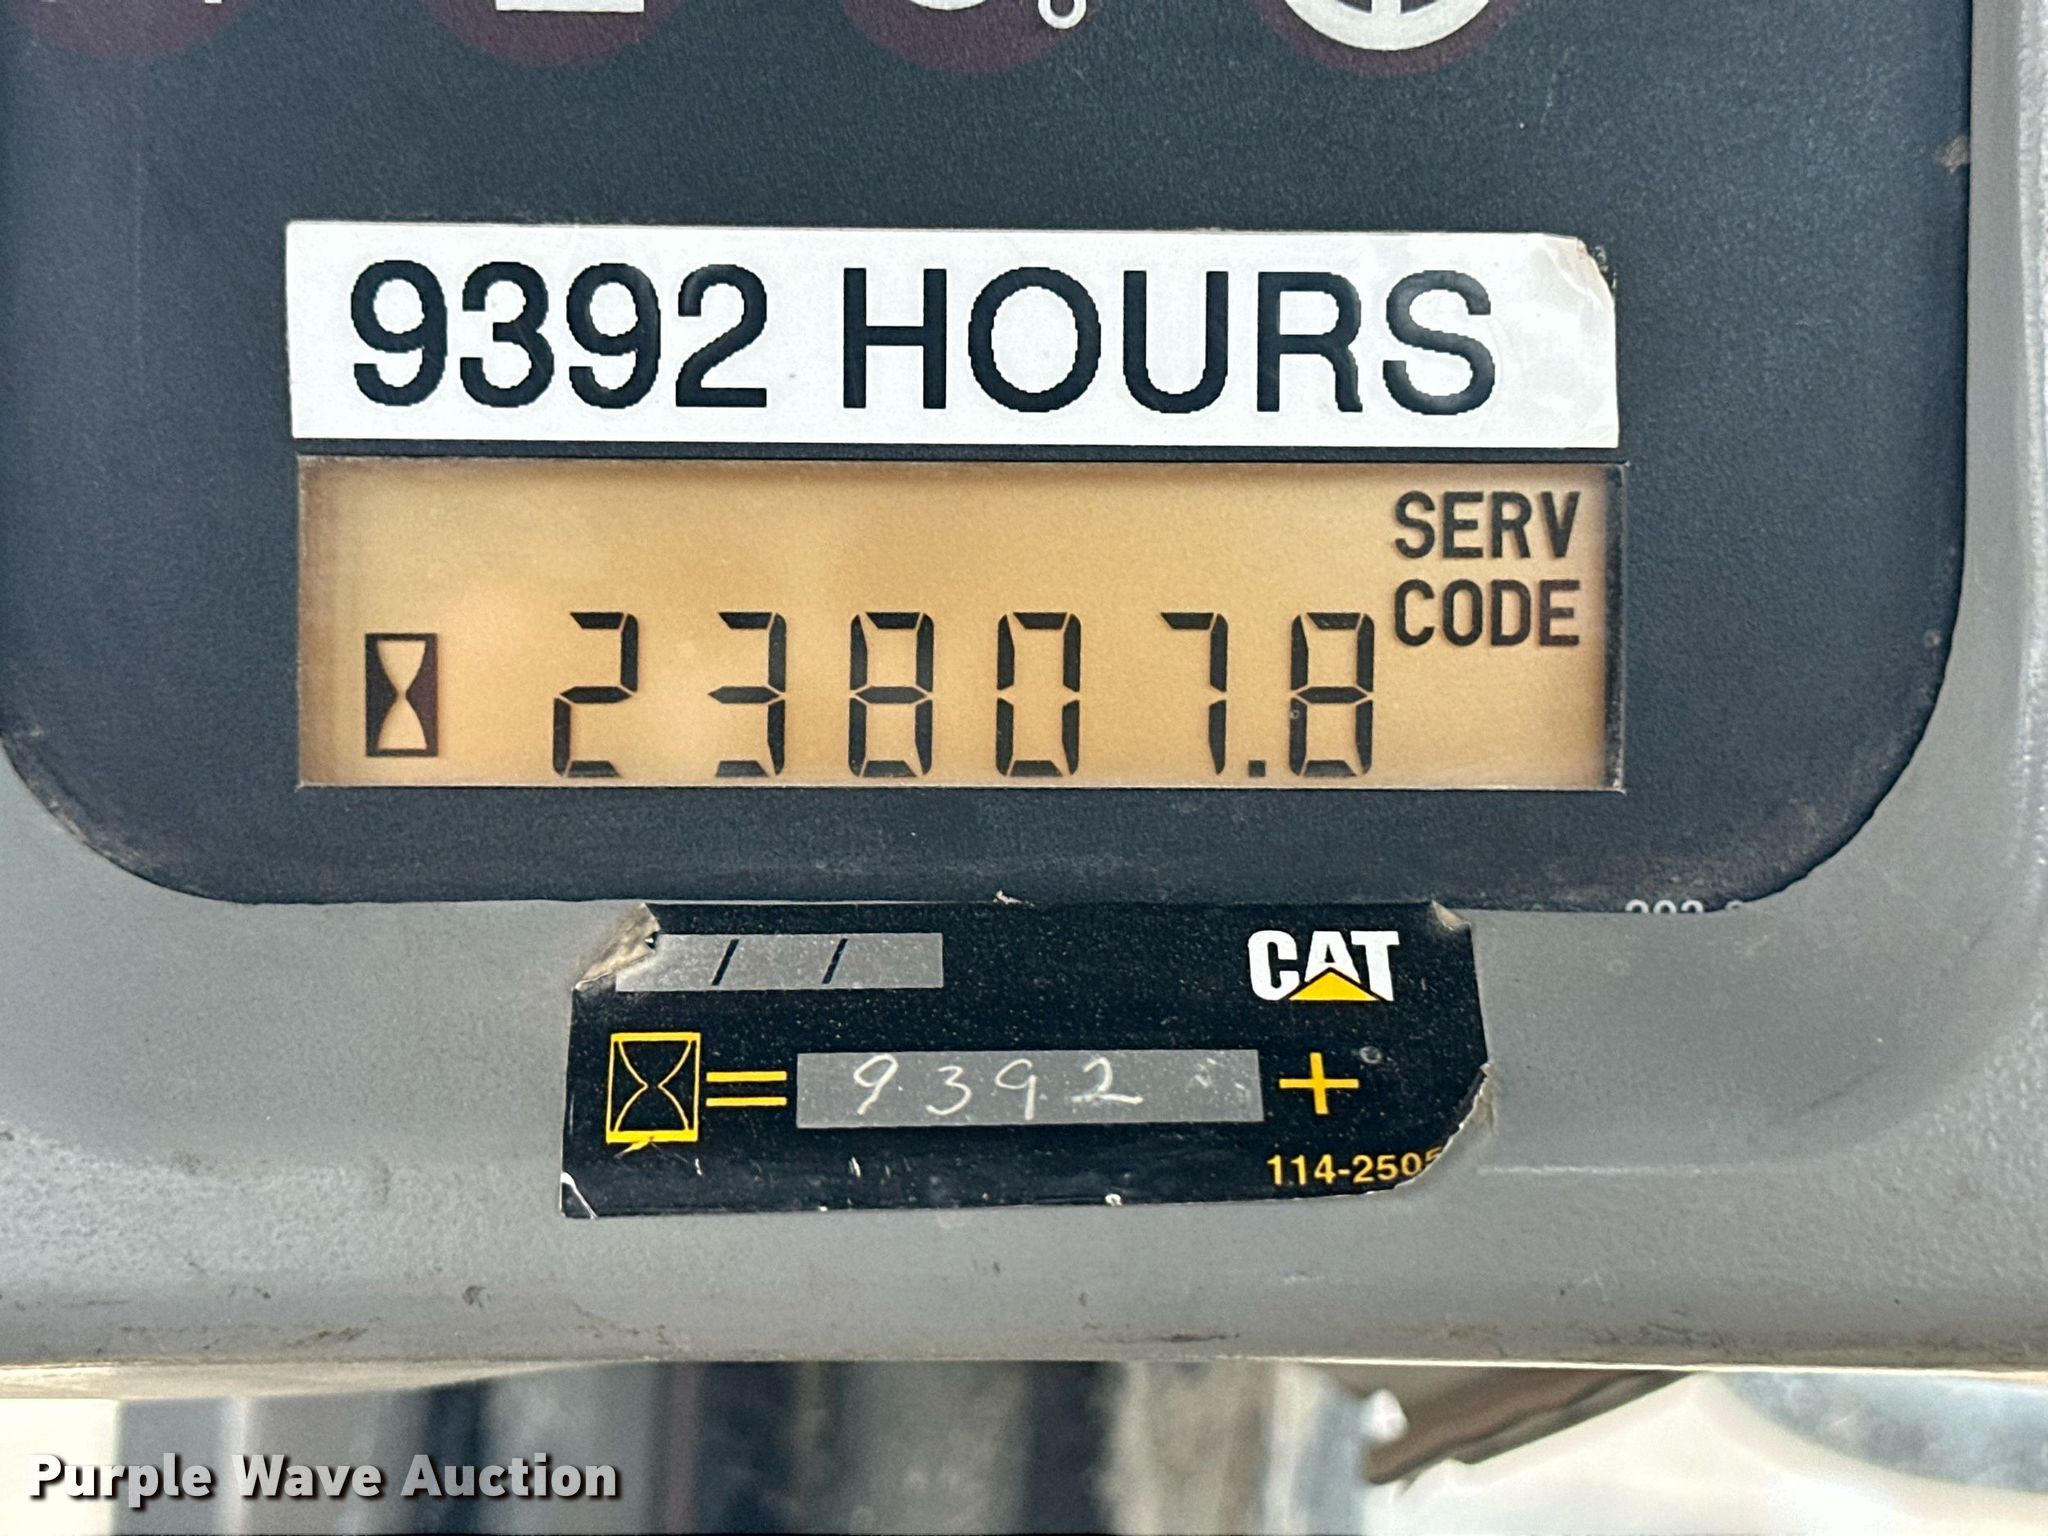 9392 HOURS
SERV
CODE
23807.8
/ /
CAT
= 9392 +
114-2505
Purple Wave Auction